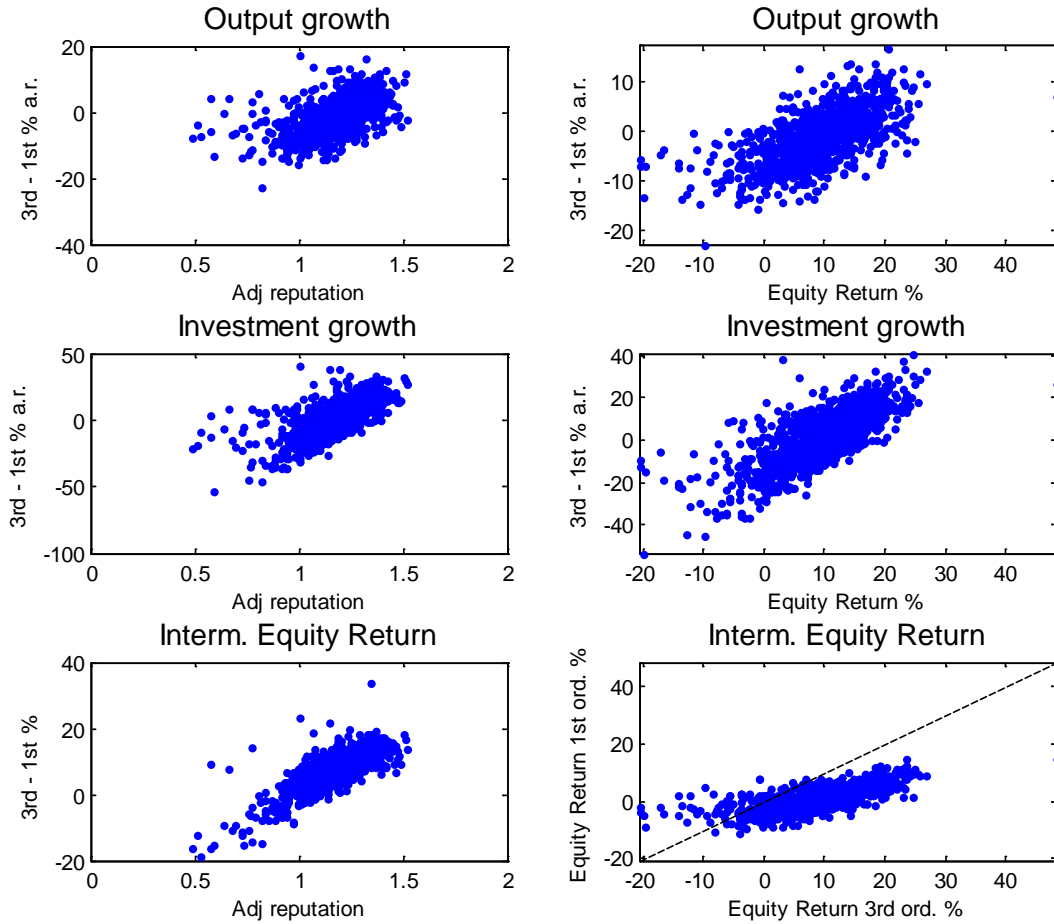 Output growth
3rd - 1st % a.r.
20
0
-20
-40
0 0.5 1 1.5 2
Adj reputation
Output growth
3rd - 1st % a.r.
10
0
-10
-20
-20 -10 0 10 20 30 40
Equity Return %
Investment growth
3rd - 1st % a.r.
50
0
-50
-100
0 0.5 1 1.5 2
Adj reputation
Investment growth
3rd - 1st % a.r.
40
20
0
-20
-40
-20 -10 0 10 20 30 40
Equity Return %
Interm. Equity Return
3rd - 1st %
40
20
0
-20
0 0.5 1 1.5 2
Adj reputation
Interm. Equity Return
Equity Return 1st ord. %
40
20
0
-20
-20 -10 0 10 20 30 40
Equity Return 3rd ord. %